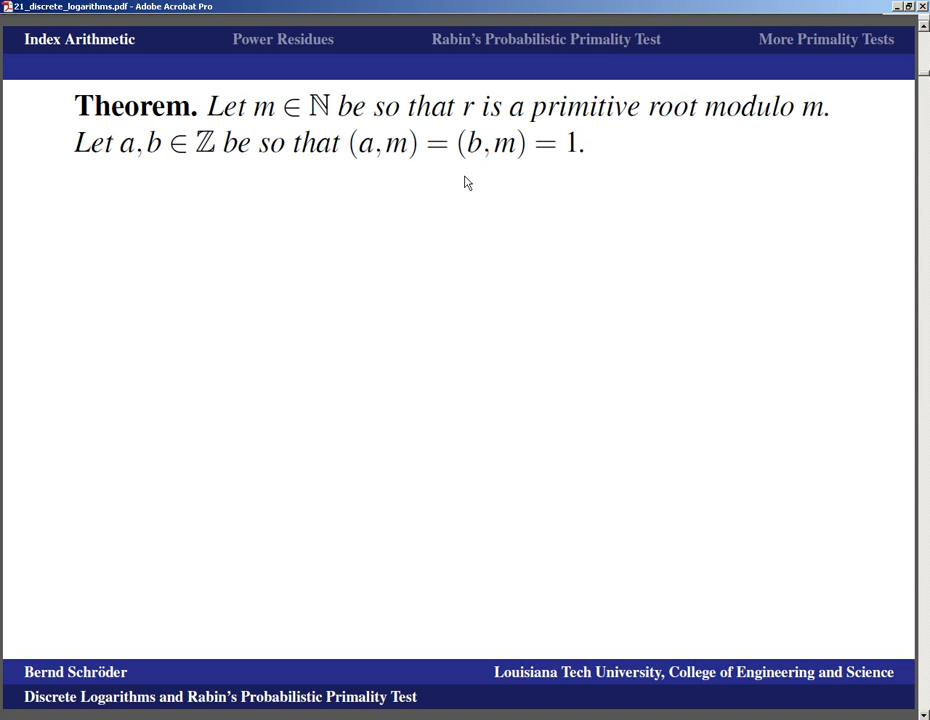 21_discrete_logarithms.pdf - Adobe Acrobat Pro
Index Arithmetic Power Residues Rabin's Probabilistic Primality Test More Primality Tests
Theorem. Let m ∈ ℕ be so that r is a primitive root modulo m.
Let a,b ∈ ℤ be so that (a,m) = (b,m) = 1.
Bernd Schröder Louisiana Tech University, College of Engineering and Science
Discrete Logarithms and Rabin's Probabilistic Primality Test